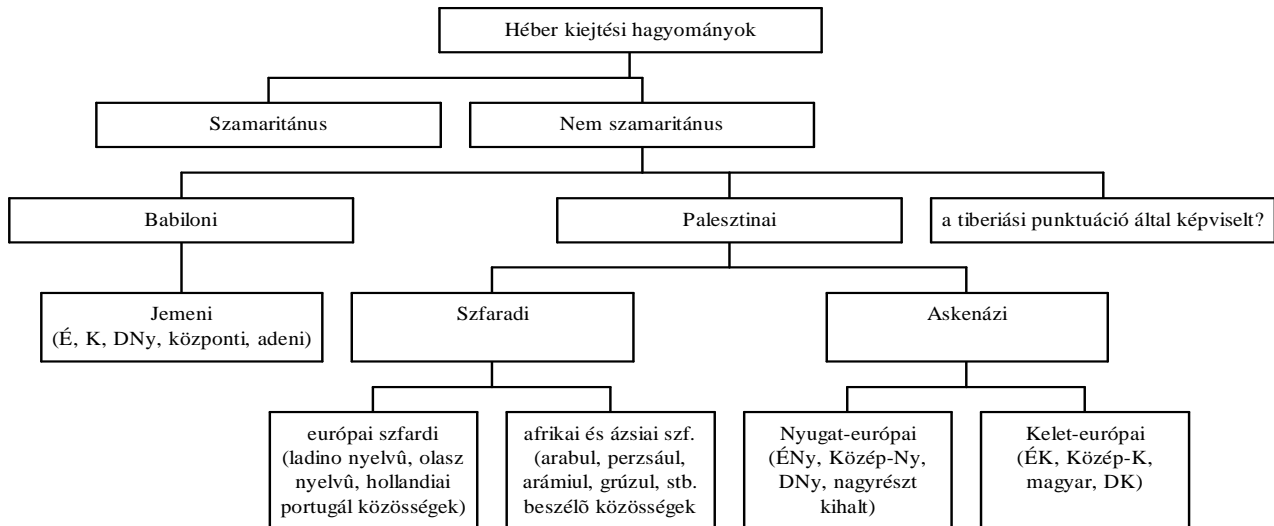 Héber kiejtési hagyományok
Szamaritánus
Nem szamaritánus
Babiloni
Palesztinai
a tiberiási punktuáció által képviselt?
Jemeni
(É, K, DNy, központi, adeni)
Szfaradi
Askenázi
európai szfardi
(ladino nyelvû, olasz
nyelvû, hollandiai
portugál közösségek)
afrikai és ázsiai szf.
(arabul, perzsául,
arámiul, grúzul, stb.
beszélõ közösségek
Nyugat-európai
(ÉNy, Közép-Ny,
DNy, nagyrészt
kihalt)
Kelet-európai
(ÉK, Közép-K,
magyar, DK)